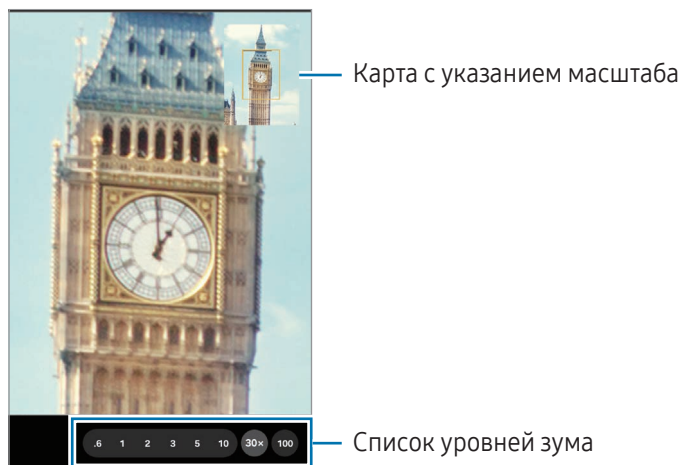 Карта с указанием масштаба
.6 1 2 3 5 10 30× 100
Список уровней зума